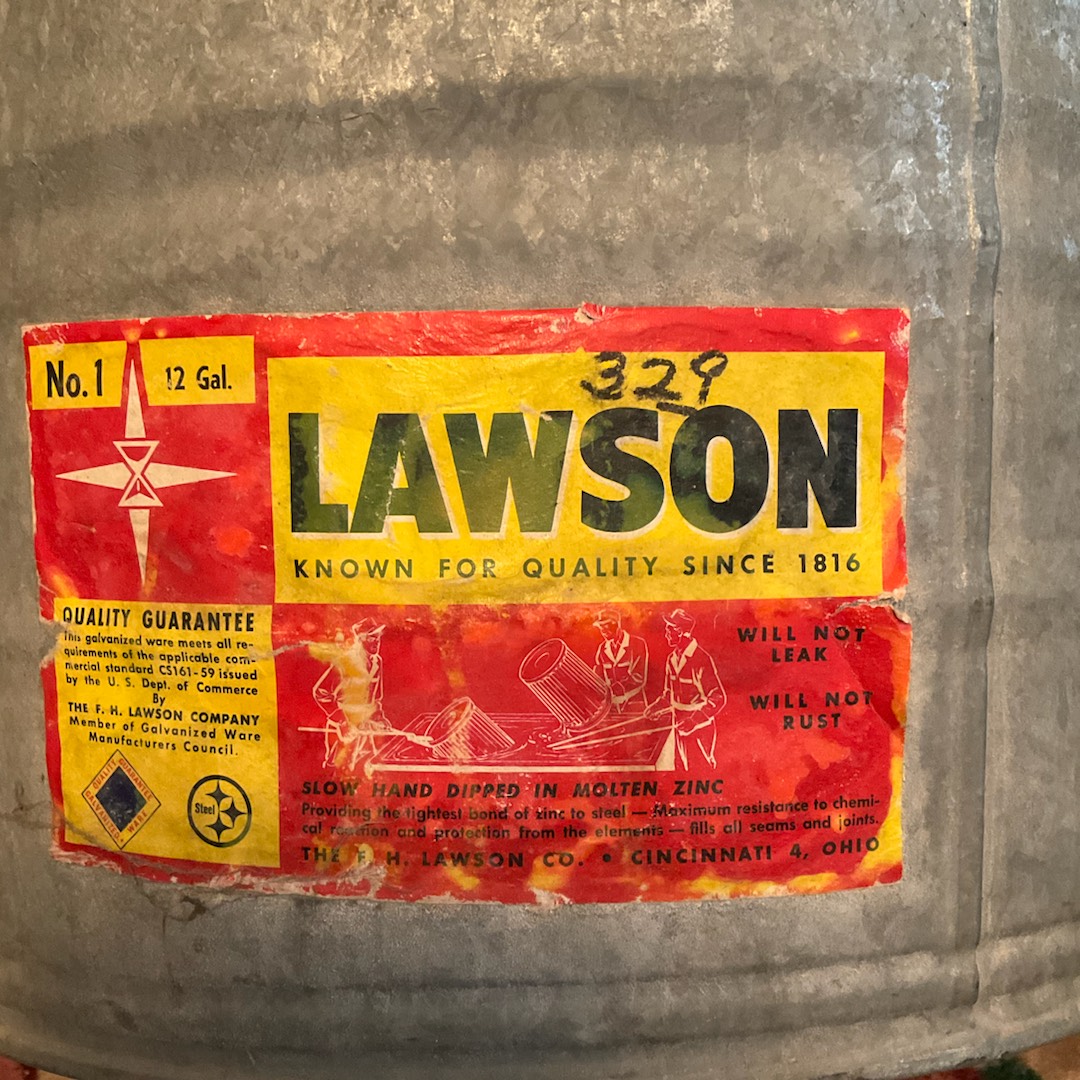 No.1
12 Gal.
329
LAWSON
KNOWN FOR QUALITY SINCE 1816
QUALITY GUARANTEE
This galvanized ware meets all re-
quirements of the applicable com-
mercial standard CS161-59 issued
by the U. S. Dept. of Commerce
By
THE F. H. LAWSON COMPANY
Member of Galvanized Ware
Manufacturers Council.
QUALITY GUARANTEE
GALVANIZED WARE
Steel
WILL NOT
LEAK
WILL NOT
RUST
SLOW HAND DIPPED IN MOLTEN ZINC
Providing the tightest bond of zinc to steel — Maximum resistance to chemi-
cal reaction and protection from the elements — fills all seams and joints.
THE F. H. LAWSON CO. • CINCINNATI 4, OHIO